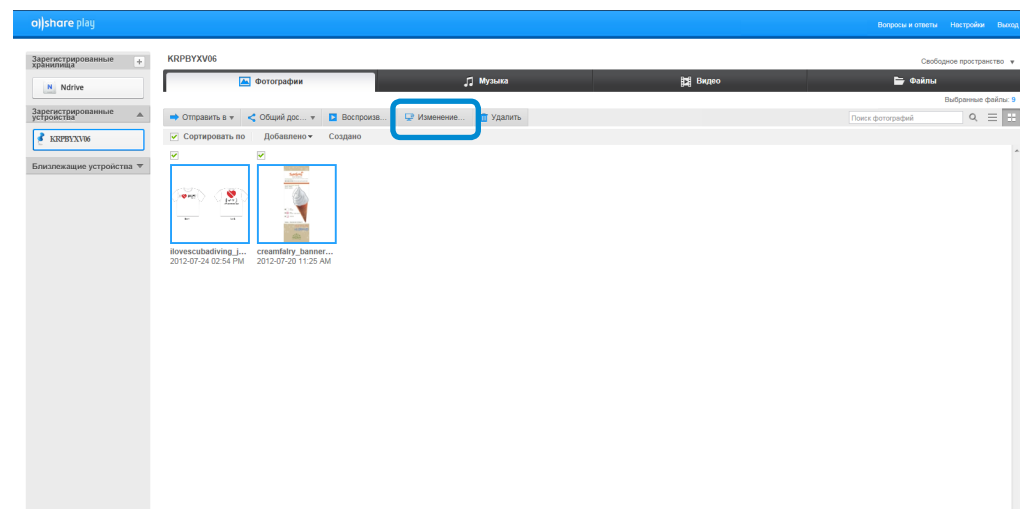 allshare play
Вопросы и ответы Настройки Выход
Зарегистрированные хранилища
Ndrive
Зарегистрированные устройства
KRPBYXV06
Близлежащие устройства
KRPBYXV06
Свободное пространство
Фотографии Музыка Видео Файлы
Выбранные файлы: 9
Отправить в Общий дос... Воспроизв... Изменение... Удалить Поиск фотографий
Сортировать по Добавлено Создано
ilovescubadiving_j... creamfalry_banner...
2012-07-24 02:54 PM 2012-07-20 11:25 AM